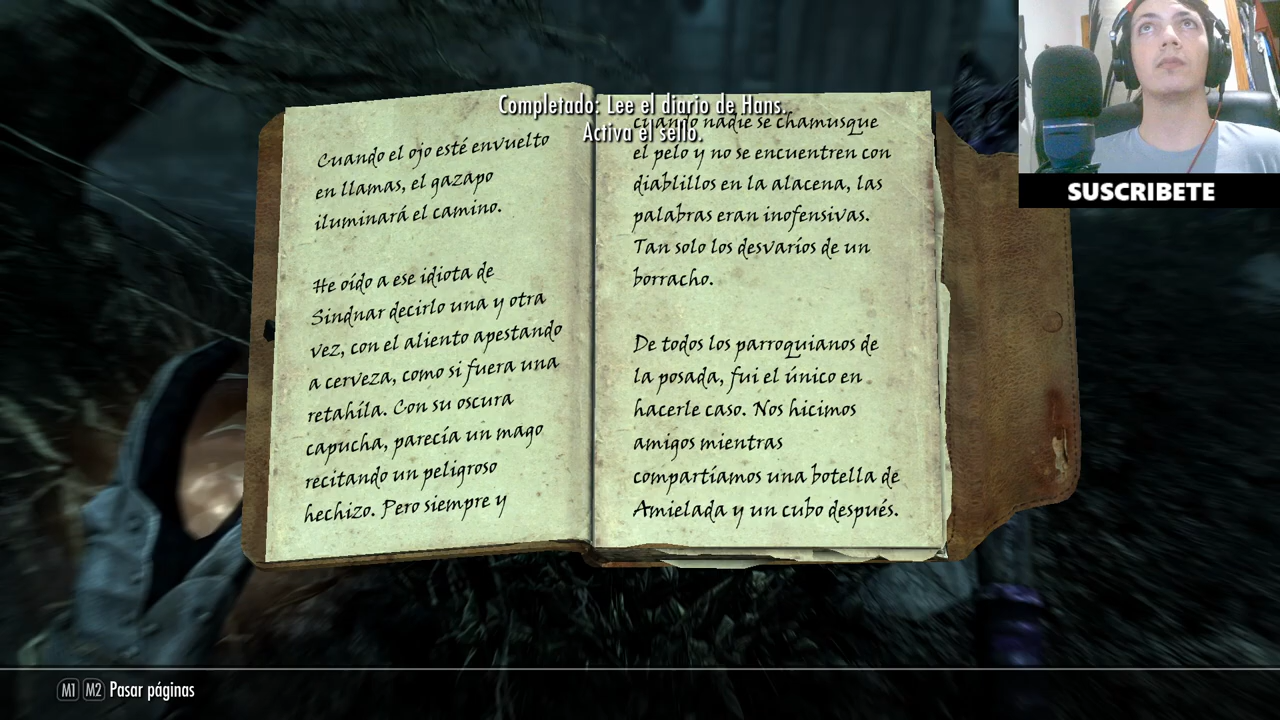 Completado: Lee el diario de Hans.
Activa el sello.
Cuando el ojo esté envuelto
en llamas, el gazapo
iluminará el camino.
He oído a ese idiota de
Sindnar decirlo una y otra
vez, con el aliento apestando
a cerveza, como si fuera una
retahíla. Con su oscura
capucha, parecía un mago
recitando un peligroso
hechizo. Pero siempre y
cuando nadie se chamusque
el pelo y no se encuentren con
diablillos en la alacena, las
palabras eran inofensivas.
Tan solo los desvaríos de un
borracho.
De todos los parroquianos de
la posada, fui el único en
hacerle caso. Nos hicimos
amigos mientras
compartíamos una botella de
Amielada y un cubo después.
SUSCRIBETE
M1 M2 Pasar páginas